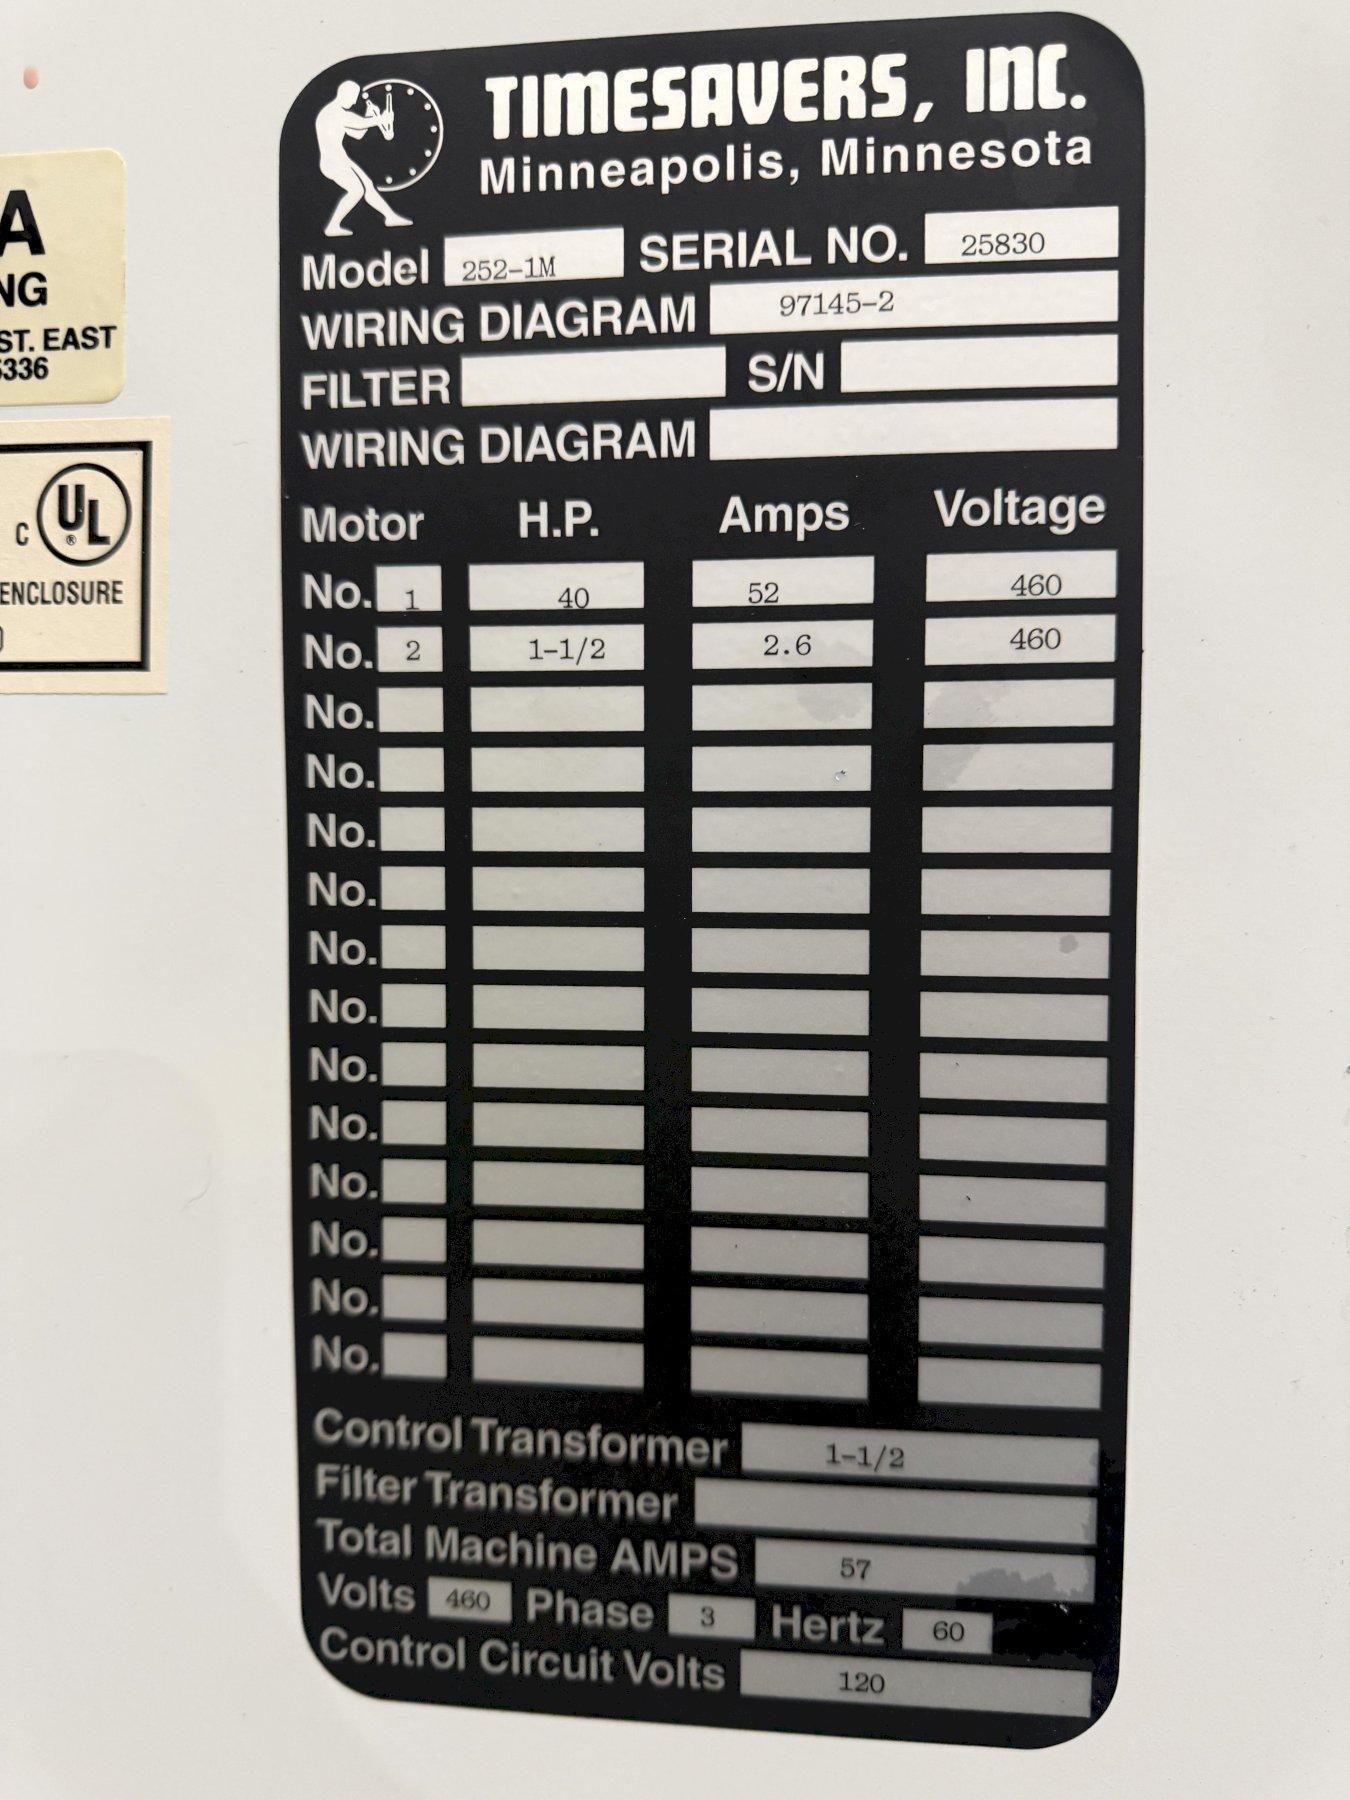 TIMESAVERS, INC.
Minneapolis, Minnesota
Model 252-1M SERIAL NO. 25830
WIRING DIAGRAM 97145-2
FILTER S/N
WIRING DIAGRAM
Motor H.P. Amps Voltage
No. 1 40 52 460
No. 2 1-1/2 2.6 460
No.
No.
No.
No.
No.
No.
No.
No.
No.
No.
No.
No.
Control Transformer 1-1/2
Filter Transformer
Total Machine AMPS 57
Volts 460 Phase 3 Hertz 60
Control Circuit Volts 120
A
NG
ST. EAST
336
C UL ®
ENCLOSURE